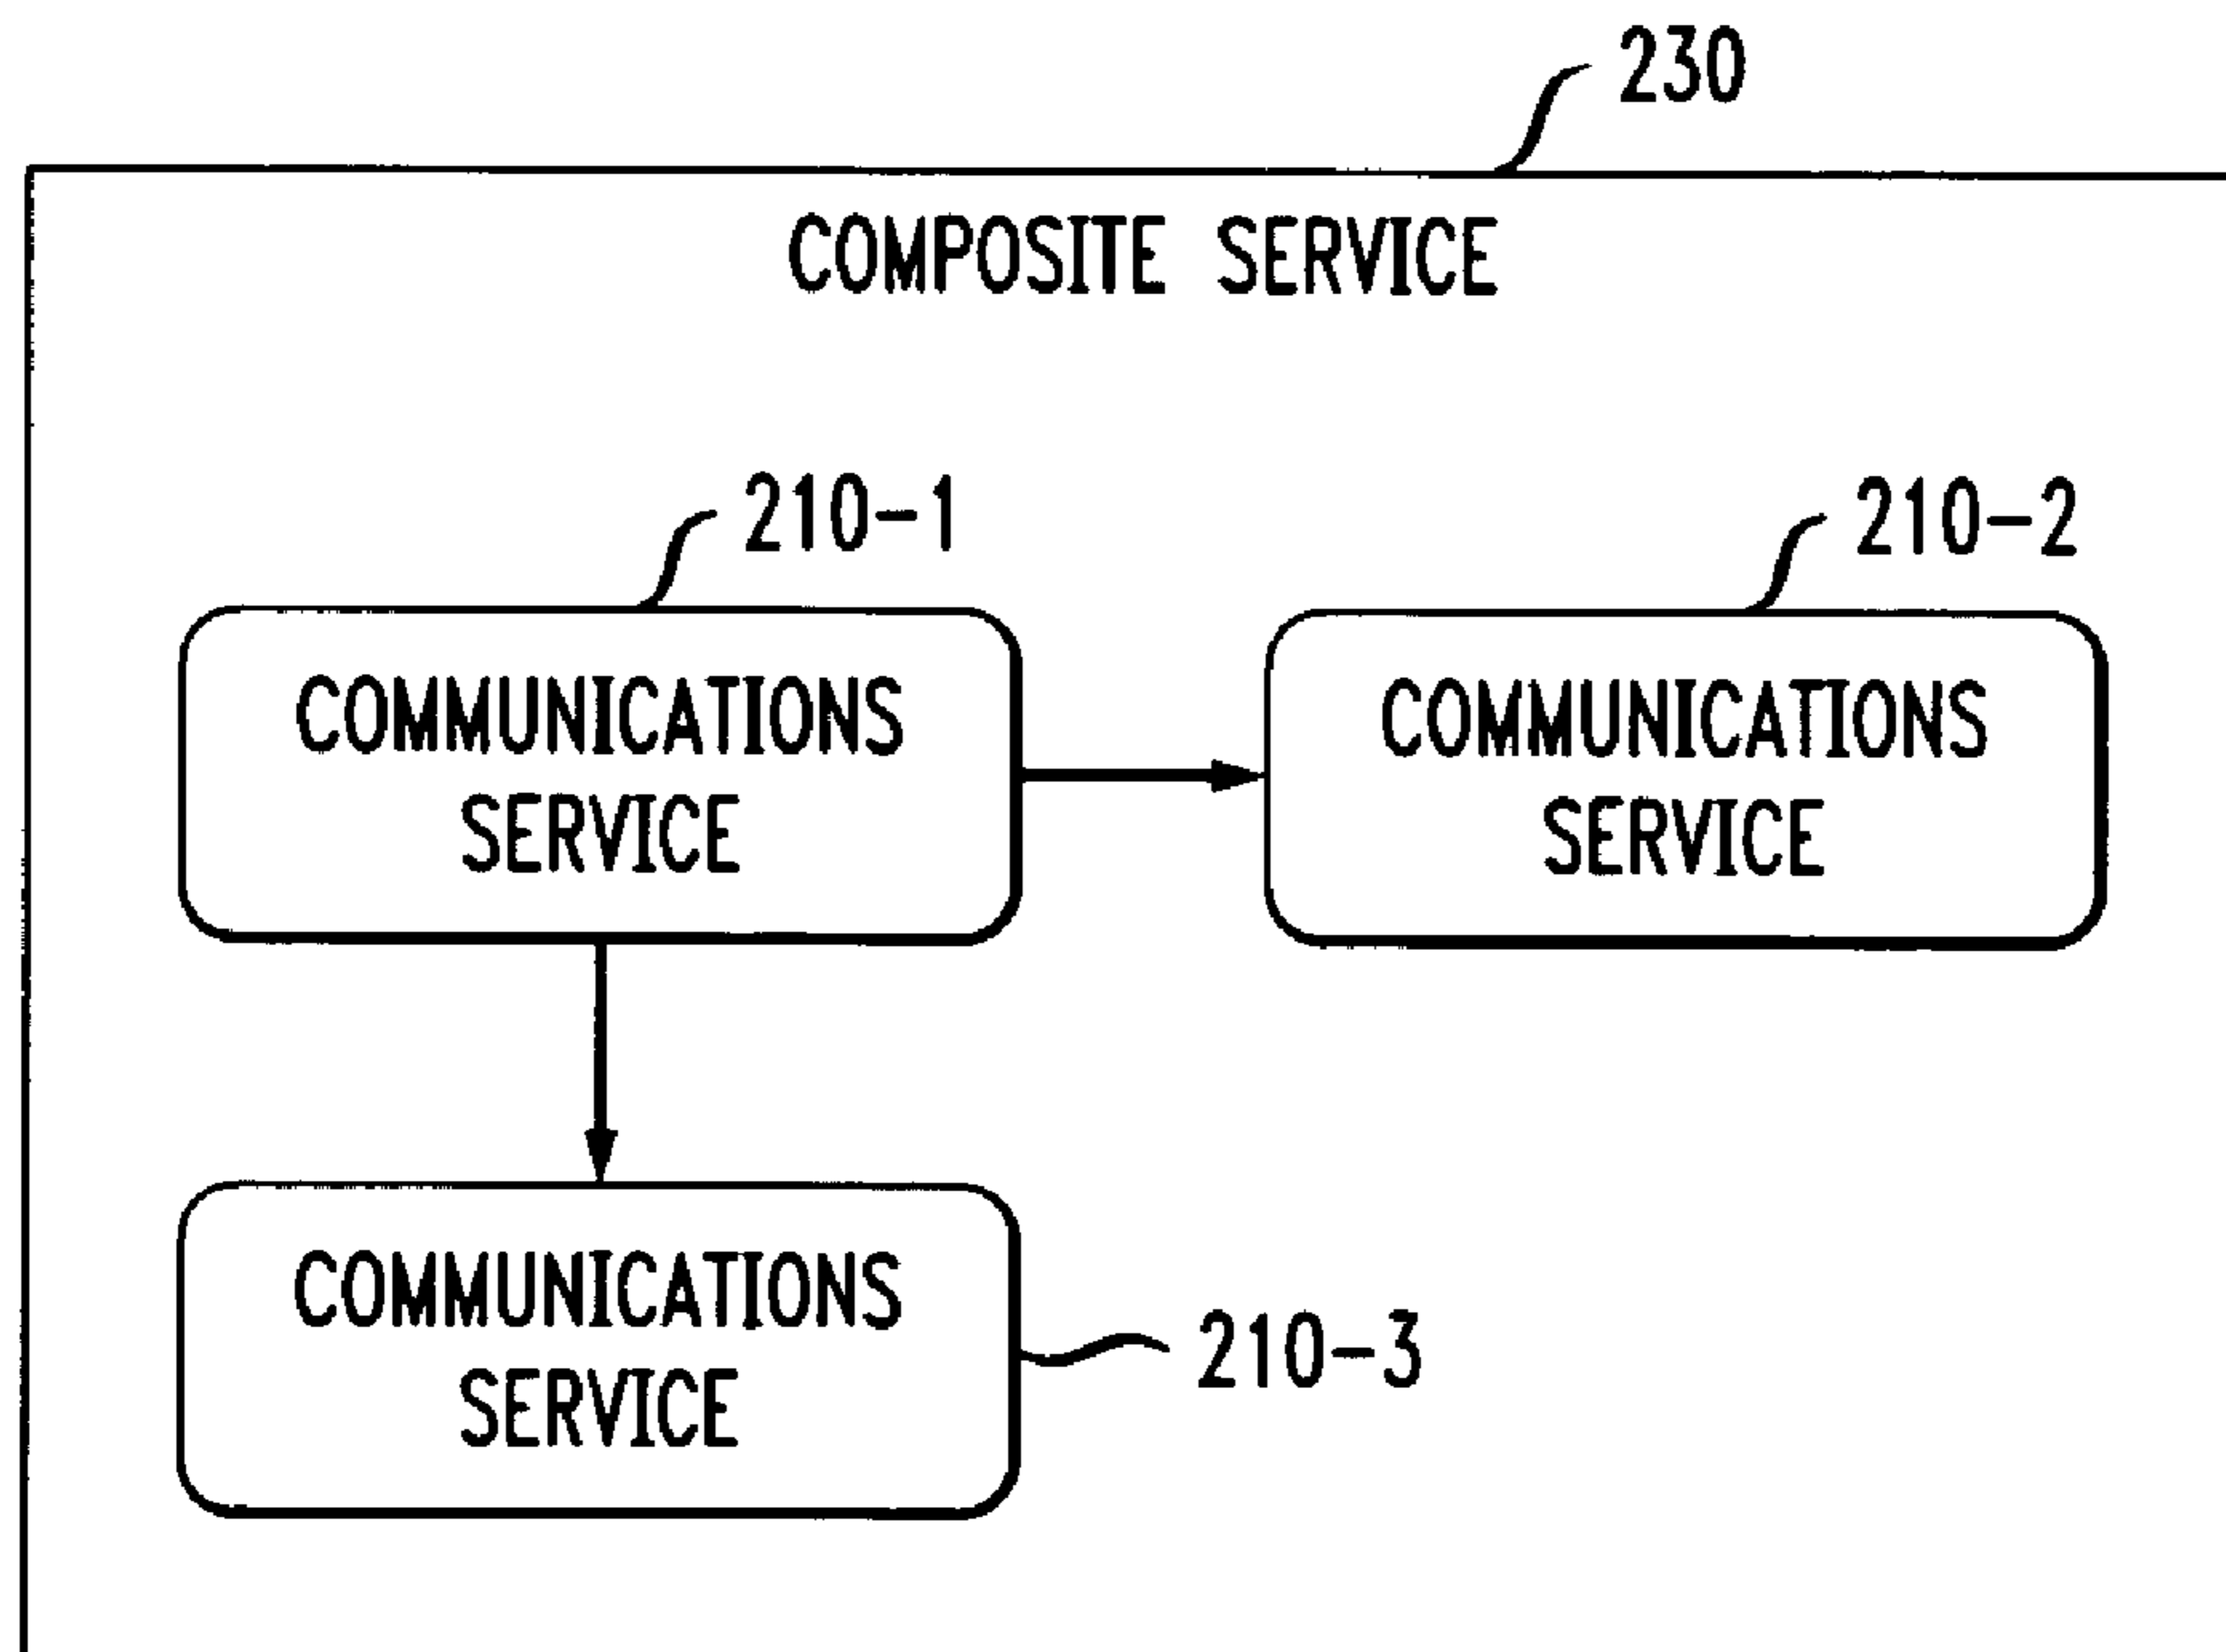 230
COMPOSITE SERVICE
210-1
210-2
COMMUNICATIONS
SERVICE
COMMUNICATIONS
SERVICE
COMMUNICATIONS
SERVICE
210-3